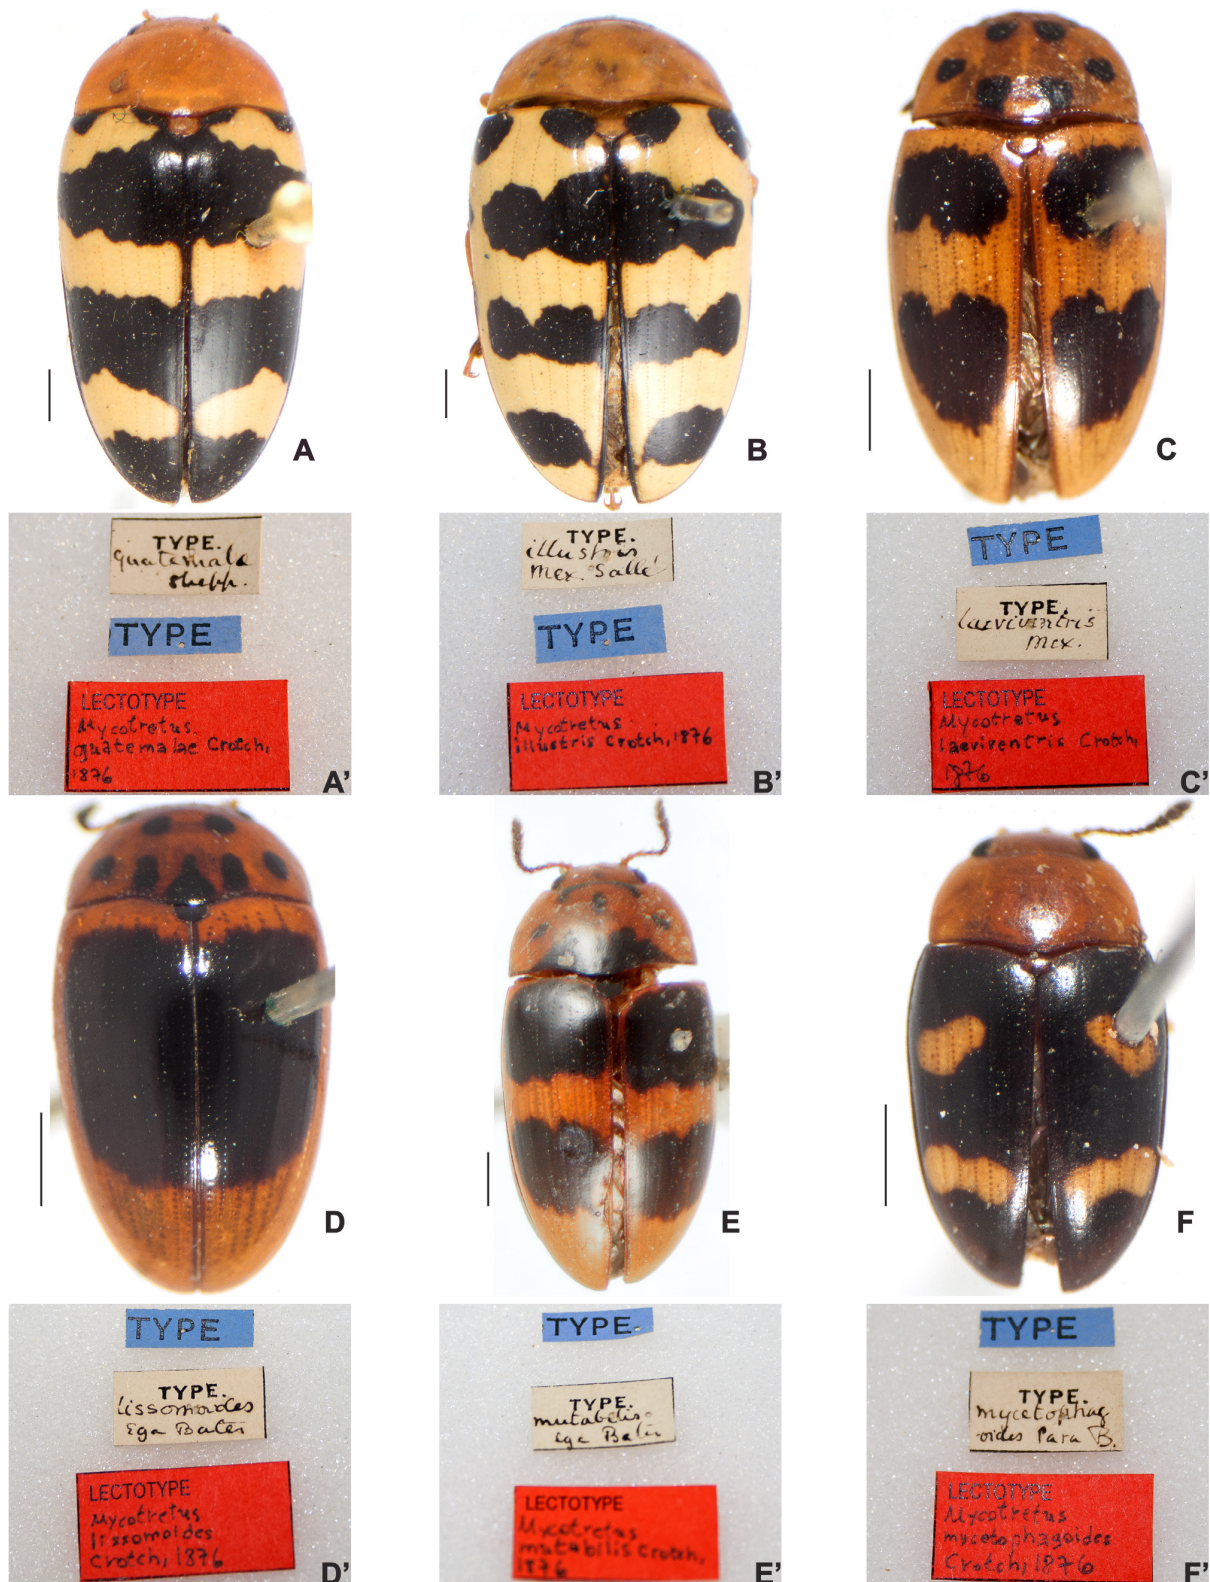 A
B
C
TYPE.
guatemala
shepp.
TYPE
LECTOTYPE
Mycotretus
guatemalae Crotch,
1876
A'
TYPE.
illustris
Mex. Sallé
TYPE
LECTOTYPE
Mycotretus
illustris Crotch, 1876
B'
TYPE
TYPE.
laeviventris
Mex.
LECTOTYPE
Mycotretus
laeviventris Crotch,
1876
C'
D
E
F
TYPE
TYPE.
lissomoides
Ega Bates
LECTOTYPE
Mycotretus
lissomoides
Crotch, 1876
D'
TYPE.
TYPE.
mutabilis
Ega Bates
LECTOTYPE
Mycotretus
mutabilis Crotch,
1876
E'
TYPE
TYPE.
mycetophag
oides Para B.
LECTOTYPE
Mycotretus
mycetophagoides
Crotch, 1876
F'